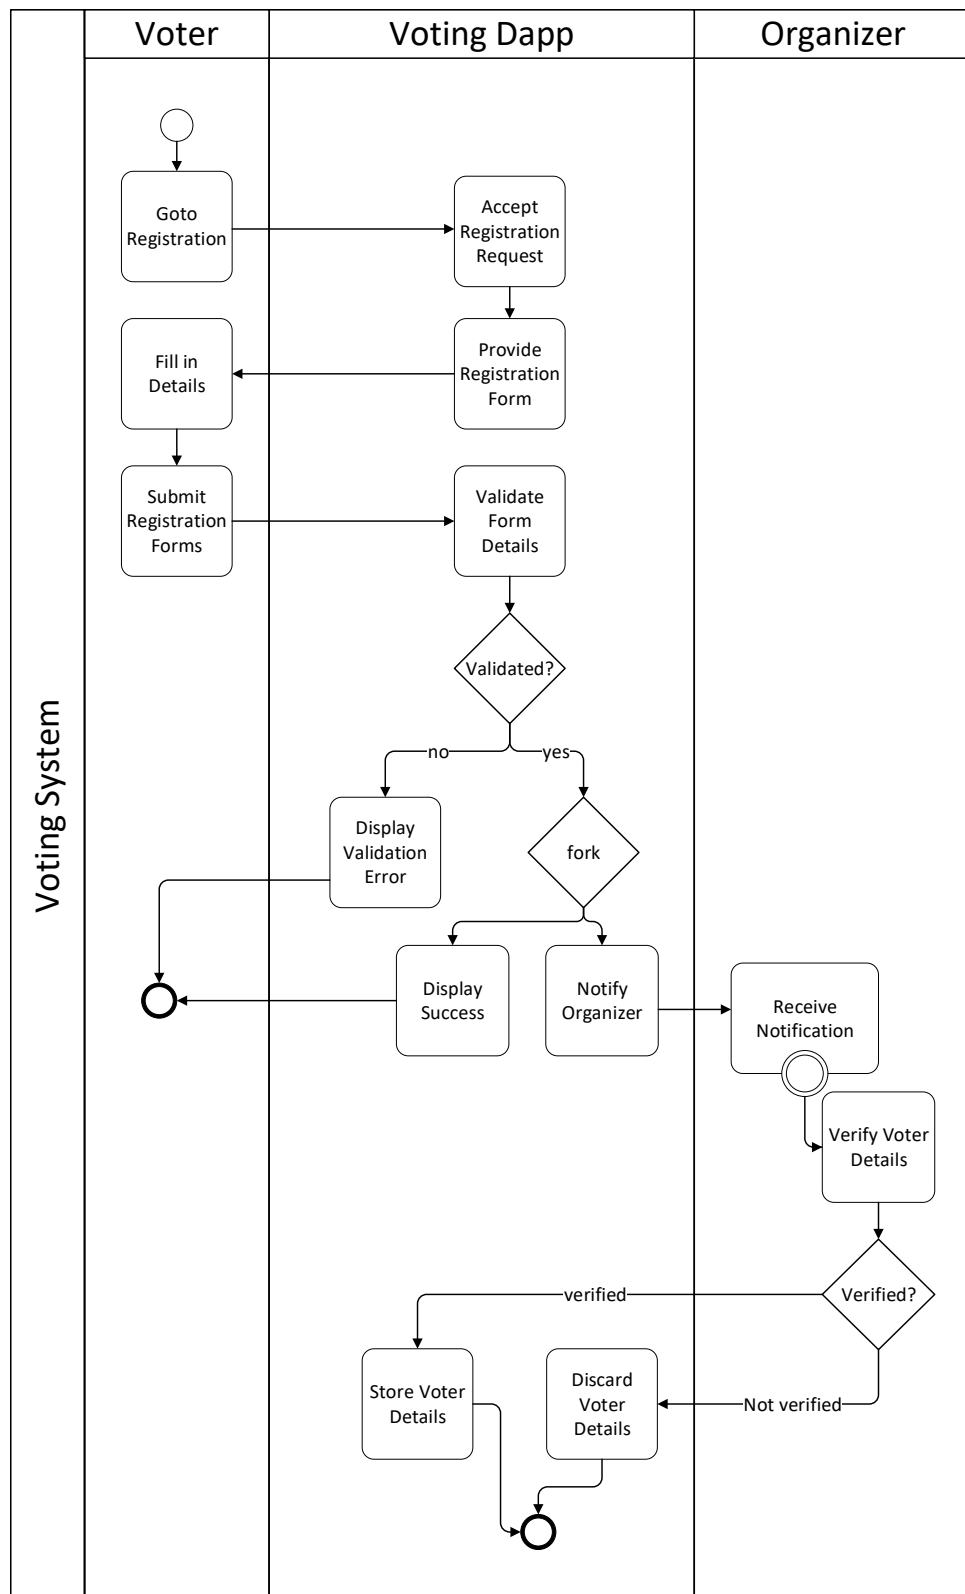 Voter
Voting Dapp
Organizer
Voting System
Goto
Registration
Accept
Registration
Request
Fill in
Details
Provide
Registration
Form
Submit
Registration
Forms
Validate
Form
Details
Validated?
no
yes
Display
Validation
Error
fork
Display
Success
Notify
Organizer
Receive
Notification
Verify Voter
Details
Verified?
verified
Store Voter
Details
Discard
Voter
Details
Not verified